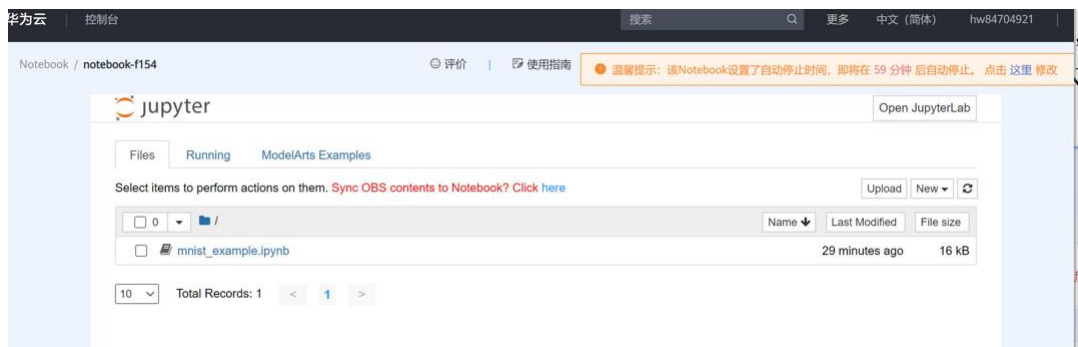 华为云 | 控制台 搜索 更多 中文（简体） hw84704921 |
Notebook / notebook-f154 评价 | 使用指南 温馨提示：该Notebook设置了自动停止时间，即将在 59 分钟 后自动停止。 点击 这里 修改
jupyter Open JupyterLab
Files Running ModelArts Examples
Select items to perform actions on them. Sync OBS contents to Notebook? Click here Upload New
0 / Name Last Modified File size
mnist_example.ipynb 29 minutes ago 16 kB
10 Total Records: 1 < 1 >